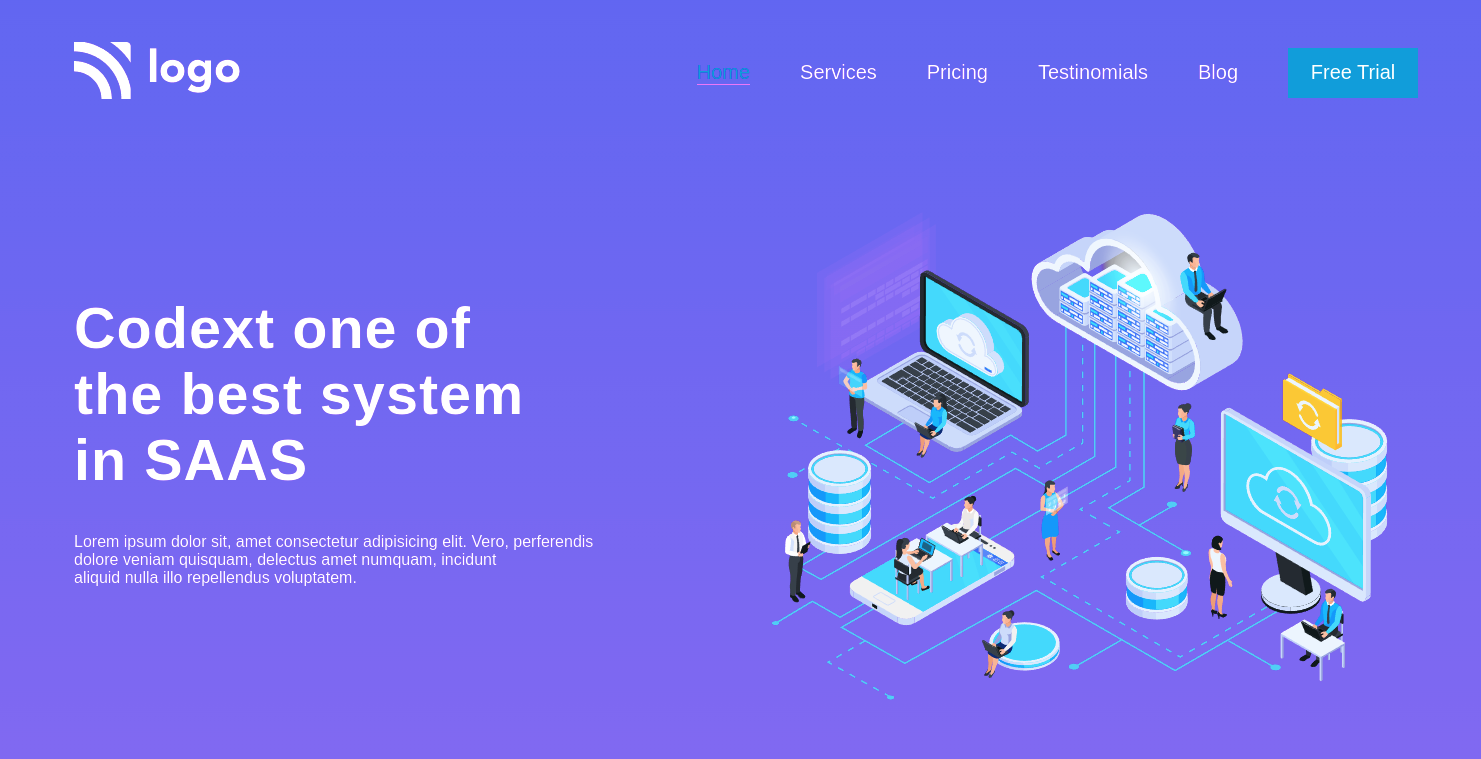 logo
Home Services Pricing Testinomials Blog Free Trial
Codext one of
the best system
in SAAS
Lorem ipsum dolor sit, amet consectetur adipisicing elit. Vero, perferendis
dolore veniam quisquam, delectus amet numquam, incidunt
aliquid nulla illo repellendus voluptatem.